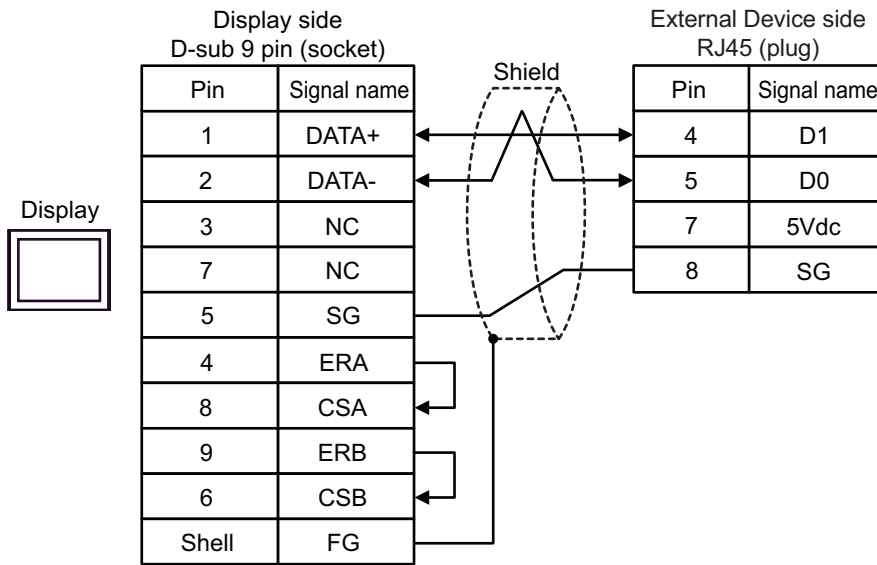 Display side
D-sub 9 pin (socket)
External Device side
RJ45 (plug)
Shield
Display
Pin Signal name
1 DATA+
2 DATA-
3 NC
7 NC
5 SG
4 ERA
8 CSA
9 ERB
6 CSB
Shell FG
Pin Signal name
4 D1
5 D0
7 5Vdc
8 SG